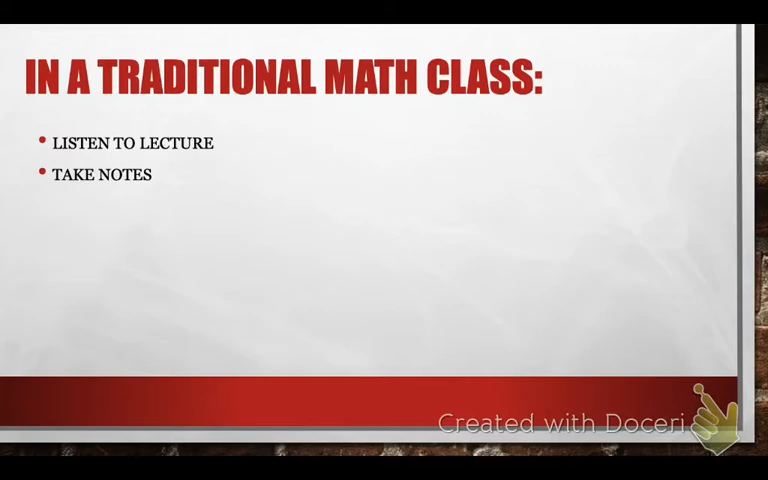 IN A TRADITIONAL MATH CLASS:
• LISTEN TO LECTURE
• TAKE NOTES
Created with Doceri